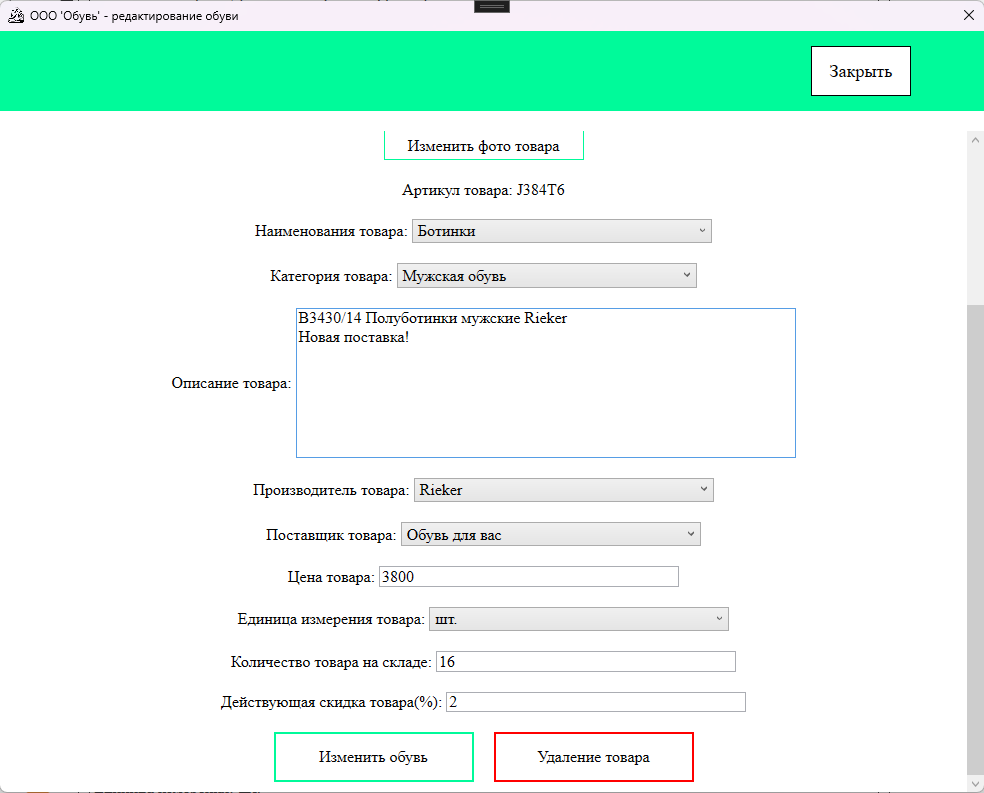 ООО 'Обувь' - редактирование обуви
Закрыть
Изменить фото товара
Артикул товара: J384T6
Наименования товара: Ботинки
Категория товара: Мужская обувь
B3430/14 Полуботинки мужские Rieker
Новая поставка!
Описание товара:
Производитель товара: Rieker
Поставщик товара: Обувь для вас
Цена товара: 3800
Единица измерения товара: шт.
Количество товара на складе: 16
Действующая скидка товара(%): 2
Изменить обувь
Удаление товара